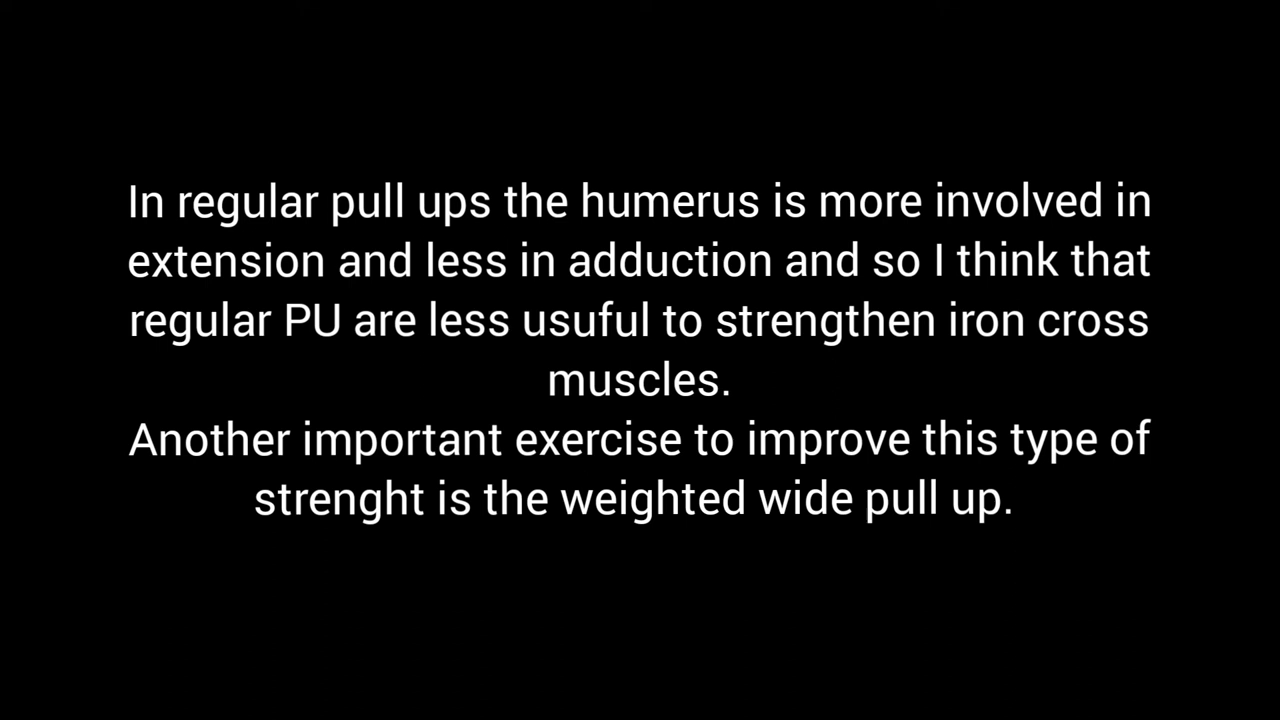 In regular pull ups the humerus is more involved in
extension and less in adduction and so I think that
regular PU are less usuful to strengthen iron cross
muscles.
Another important exercise to improve this type of
strenght is the weighted wide pull up.